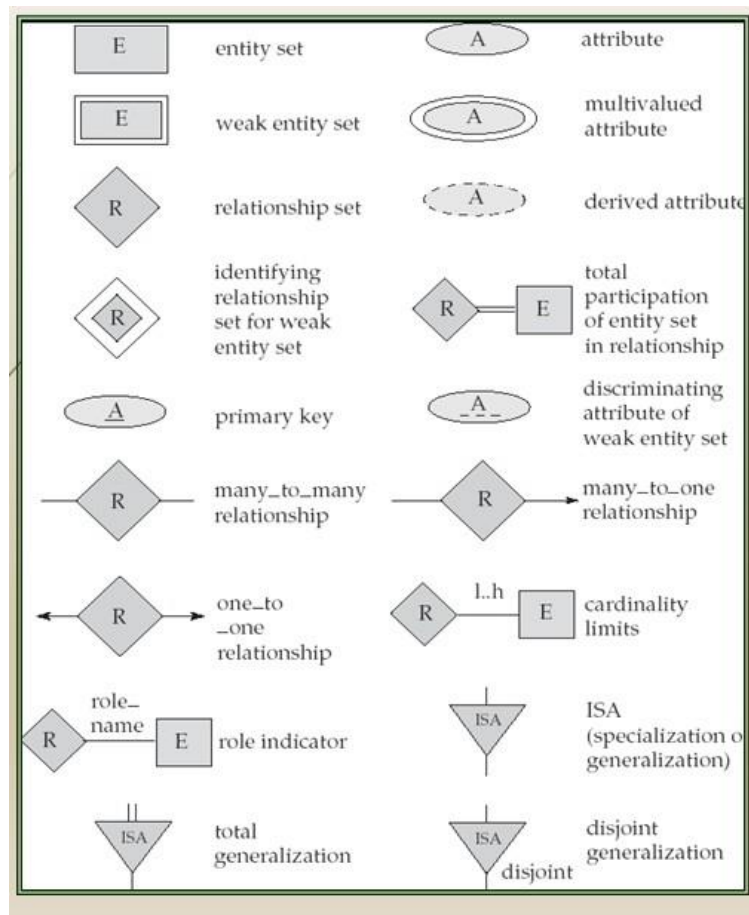 E
entity set
A
attribute
E
weak entity set
A
multivalued
attribute
R
relationship set
A
derived attribute
R
identifying
relationship
set for weak
entity set
R
E
total
participation
of entity set
in relationship
A
primary key
A
discriminating
attribute of
weak entity set
R
many_to_many
relationship
R
many_to_one
relationship
R
one_to
_one
relationship
R
l..h
E
cardinality
limits
R
role_
name
E
role indicator
ISA
ISA
(specialization o
generalization)
ISA
total
generalization
ISA
disjoint
disjoint
generalization